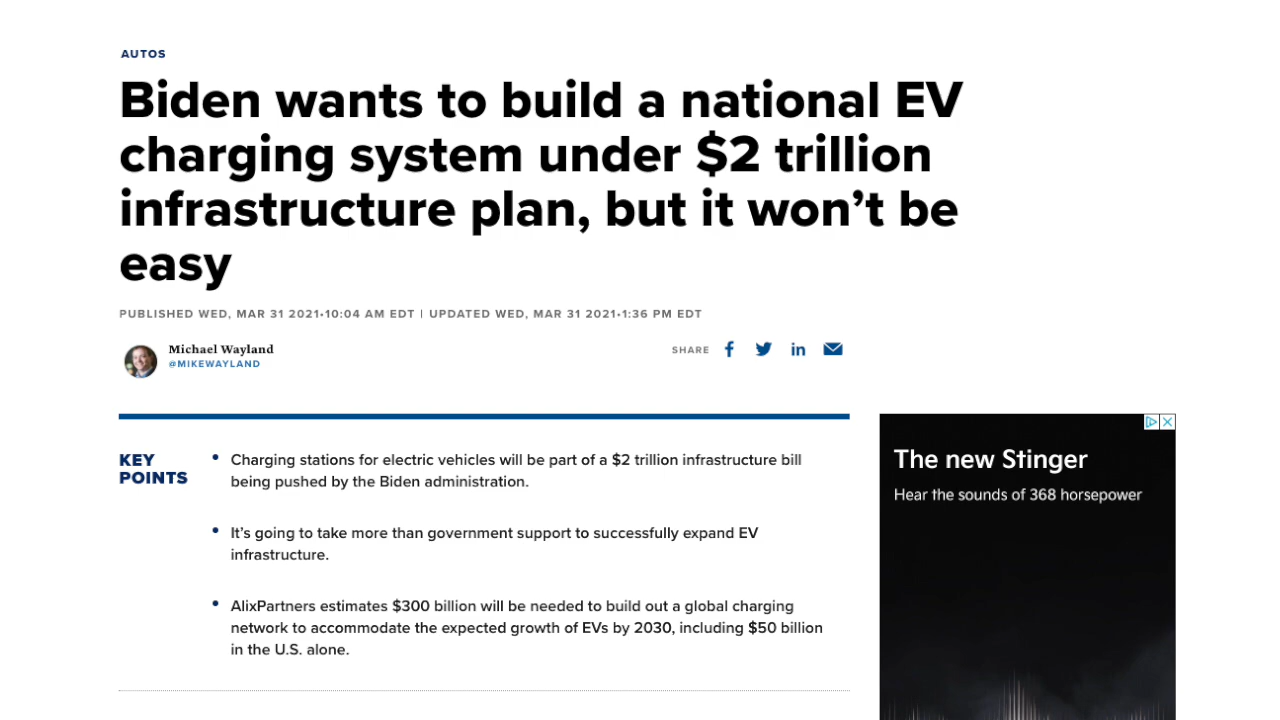 AUTOS
Biden wants to build a national EV
charging system under $2 trillion
infrastructure plan, but it won’t be
easy
PUBLISHED WED, MAR 31 2021•10:04 AM EDT | UPDATED WED, MAR 31 2021•1:36 PM EDT
Michael Wayland
@MIKEWAYLAND
SHARE
KEY
POINTS
• Charging stations for electric vehicles will be part of a $2 trillion infrastructure bill
being pushed by the Biden administration.
• It’s going to take more than government support to successfully expand EV
infrastructure.
• AlixPartners estimates $300 billion will be needed to build out a global charging
network to accommodate the expected growth of EVs by 2030, including $50 billion
in the U.S. alone.
The new Stinger
Hear the sounds of 368 horsepower